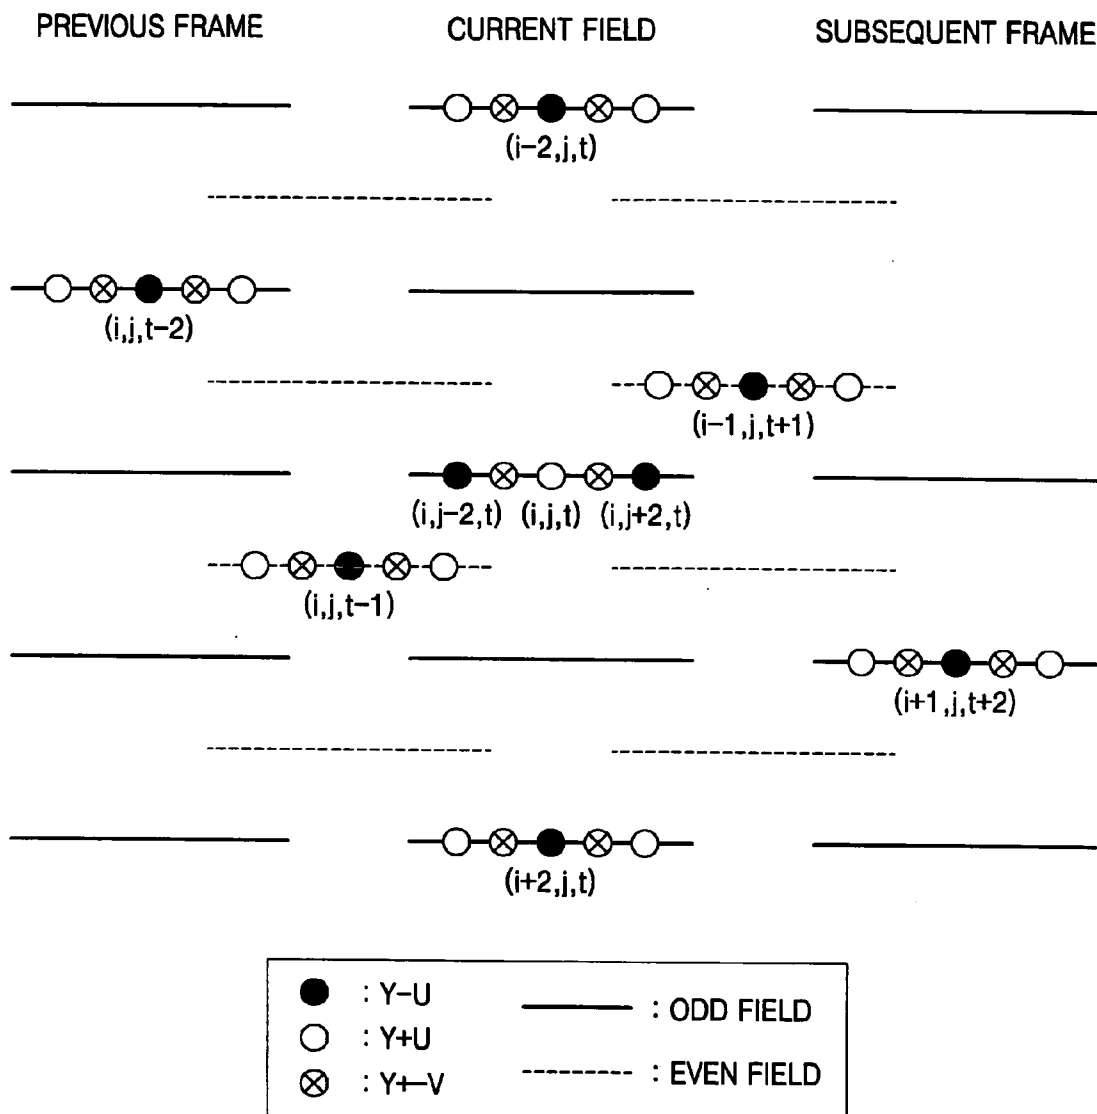 PREVIOUS FRAME
CURRENT FIELD
SUBSEQUENT FRAME
(i-2,j,t)
(i,j,t-2)
(i-1,j,t+1)
(i,j-2,t) (i,j,t) (i,j+2,t)
(i,j,t-1)
(i+1,j,t+2)
(i+2,j,t)
: Y-U
: ODD FIELD
: Y+U
: Y+-V
: EVEN FIELD